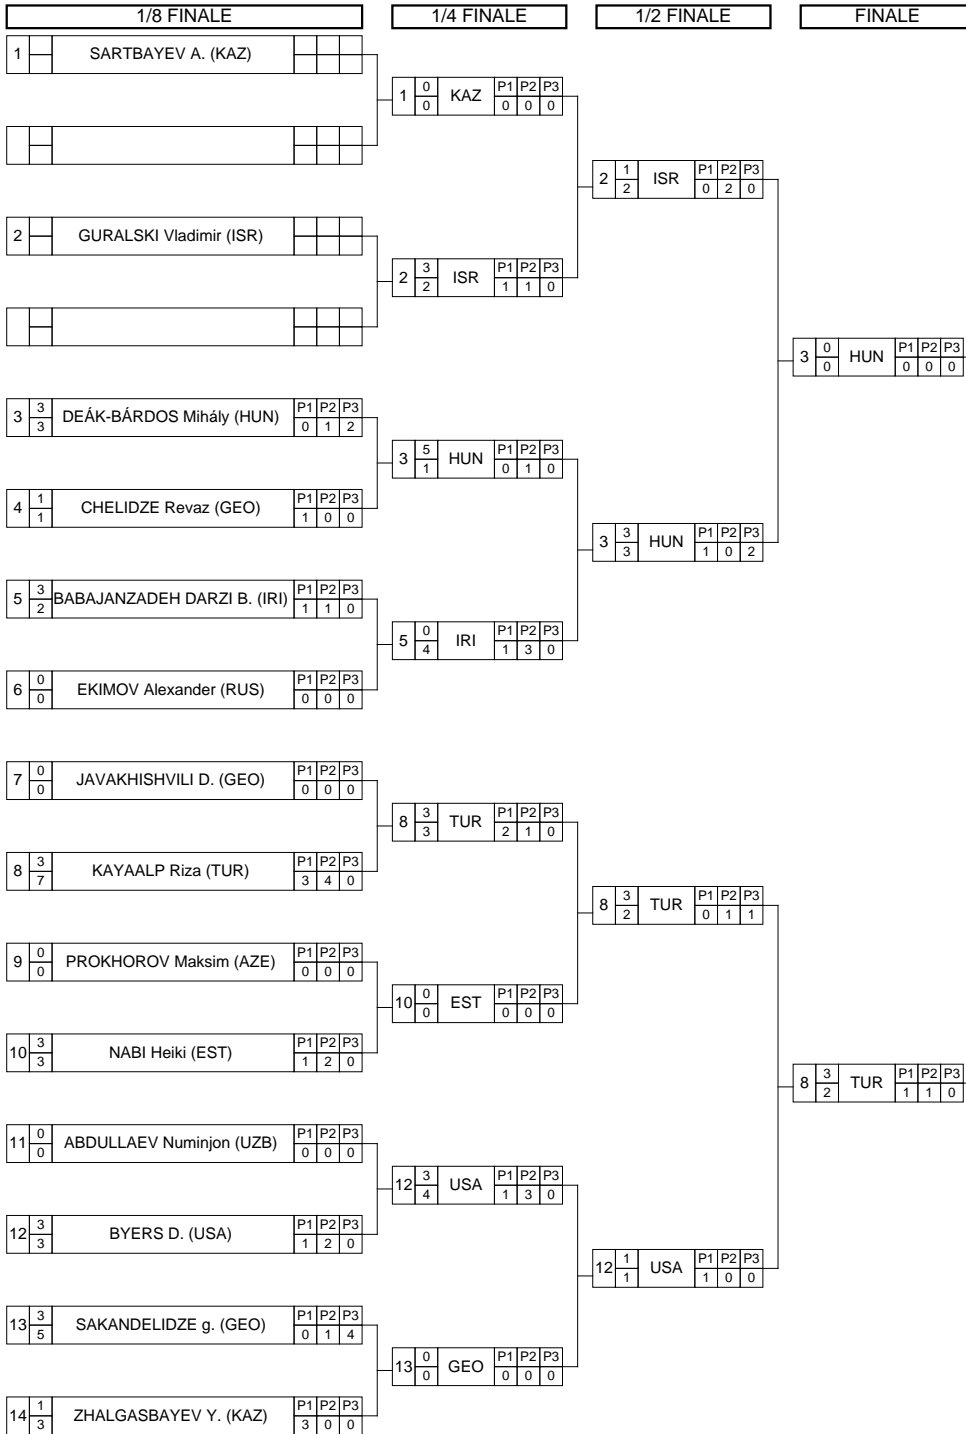 1/8 FINALE 1/4 FINALE 1/2 FINALE FINALE
1 SARTBAYEV A. (KAZ)
1 0 0 KAZ P1 P2 P3 0 0 0
2 1 2 ISR P1 P2 P3 0 2 0
2 GURALSKI Vladimir (ISR)
2 3 2 ISR P1 P2 P3 1 1 0
3 0 0 HUN P1 P2 P3 0 0 0
3 3 3 DEÁK-BÁRDOS Mihály (HUN) P1 P2 P3 0 1 2
3 5 1 HUN P1 P2 P3 0 1 0
4 1 1 CHELIDZE Revaz (GEO) P1 P2 P3 1 0 0
3 3 3 HUN P1 P2 P3 1 0 2
5 3 2 BABAJANZADEH DARZI B. (IRI) P1 P2 P3 1 1 0
5 0 4 IRI P1 P2 P3 1 3 0
6 0 0 EKIMOV Alexander (RUS) P1 P2 P3 0 0 0
7 0 0 JAVAKHISHVILI D. (GEO) P1 P2 P3 0 0 0
8 3 3 TUR P1 P2 P3 2 1 0
8 3 7 KAYAALP Riza (TUR) P1 P2 P3 3 4 0
8 3 2 TUR P1 P2 P3 0 1 1
9 0 0 PROKHOROV Maksim (AZE) P1 P2 P3 0 0 0
10 0 0 EST P1 P2 P3 0 0 0
10 3 3 NABI Heiki (EST) P1 P2 P3 1 2 0
8 3 2 TUR P1 P2 P3 1 1 0
11 0 0 ABDULLAEV Numinjon (UZB) P1 P2 P3 0 0 0
12 3 4 USA P1 P2 P3 1 3 0
12 3 3 BYERS D. (USA) P1 P2 P3 1 2 0
12 1 1 USA P1 P2 P3 1 0 0
13 3 5 SAKANDELIDZE g. (GEO) P1 P2 P3 0 1 4
13 0 0 GEO P1 P2 P3 0 0 0
14 1 3 ZHALGASBAYEV Y. (KAZ) P1 P2 P3 3 0 0